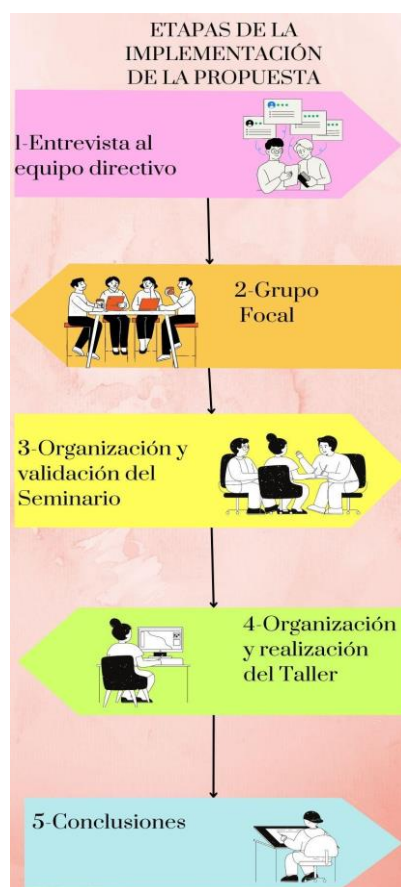 ETAPAS DE LA
IMPLEMENTACIÓN
DE LA PROPUESTA
1-Entrevista al
equipo directivo
2-Grupo
Focal
3-Organización y
validación del
Seminario
4-Organización
y realización
del Taller
5-Conclusiones